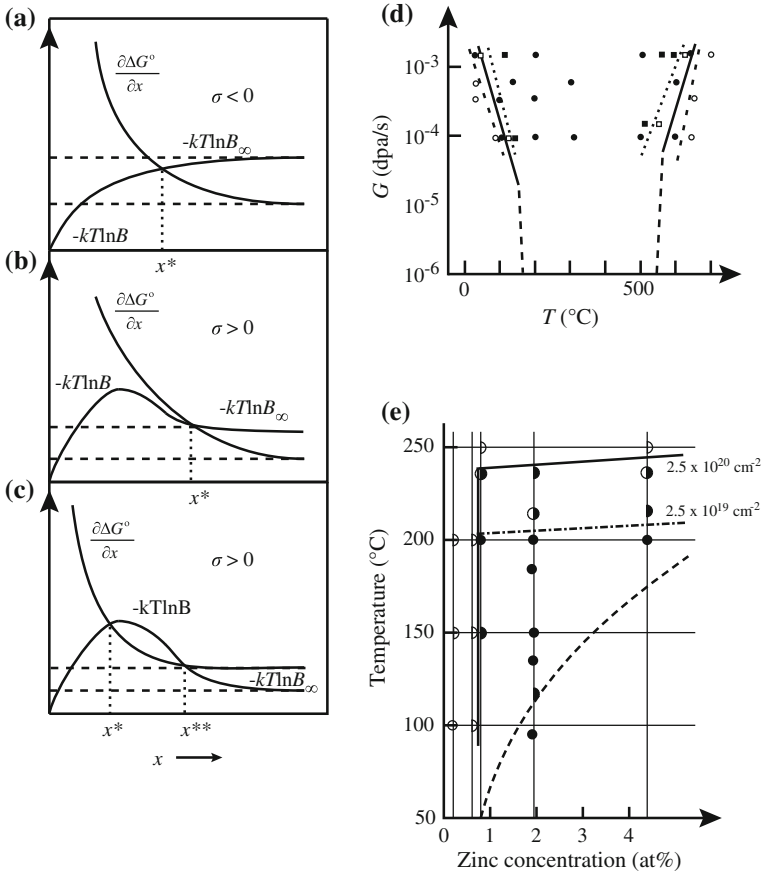 (a)
∂ΔG°
∂x
σ < 0
-kTlnB∞
-kTlnB
x*
(b)
∂ΔG°
∂x
σ > 0
-kTlnB
-kTlnB∞
x*
(c)
∂ΔG°
∂x
σ > 0
-kTlnB
-kTlnB∞
x* x**
x
(d)
G (dpa/s)
10⁻³
10⁻⁴
10⁻⁵
10⁻⁶
0 500
T (°C)
(e)
Temperature (°C)
250
200
150
100
50
2.5 x 10²⁰ cm⁻²
2.5 x 10¹⁹ cm⁻²
0 1 2 3 4
Zinc concentration (at%)